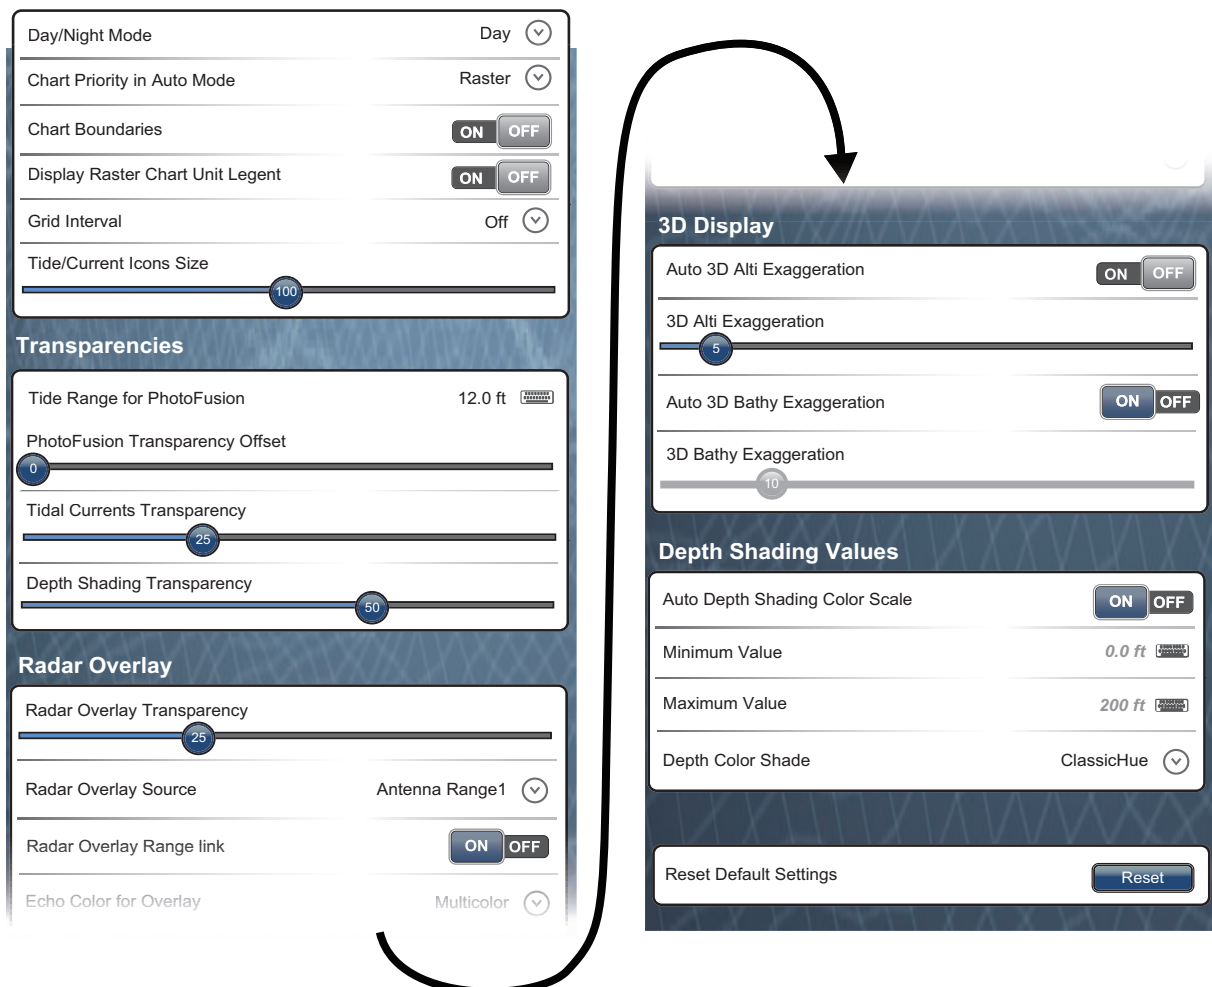 Day/Night Mode Day
Chart Priority in Auto Mode Raster
Chart Boundaries ON OFF
Display Raster Chart Unit Legent ON OFF
Grid Interval Off
Tide/Current Icons Size
100
Transparencies
Tide Range for PhotoFusion 12.0 ft
PhotoFusion Transparency Offset
0
Tidal Currents Transparency
25
Depth Shading Transparency
50
Radar Overlay
Radar Overlay Transparency
25
Radar Overlay Source Antenna Range1
Radar Overlay Range link ON OFF
Echo Color for Overlay Multicolor
3D Display
Auto 3D Alti Exaggeration ON OFF
3D Alti Exaggeration
5
Auto 3D Bathy Exaggeration ON OFF
3D Bathy Exaggeration
10
Depth Shading Values
Auto Depth Shading Color Scale ON OFF
Minimum Value 0.0 ft
Maximum Value 200 ft
Depth Color Shade ClassicHue
Reset Default Settings Reset